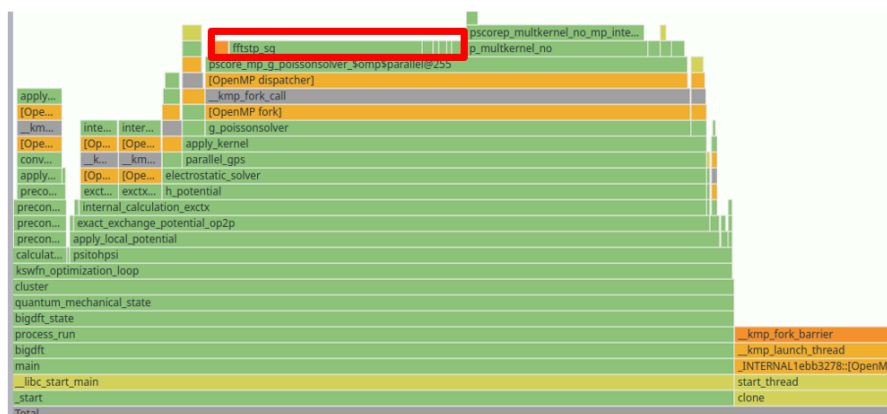 pscorep_multkernel_no_mp_inte...
fftstp_sg p_multkernel_no
pscore_mp_g_poissonsolver_$omp$parallel@255
[OpenMP dispatcher]
apply... __kmp_fork_call
[Ope... [OpenMP fork]
__km... inte... inter... g_poissonsolver
[Ope... [Op... [Ope... apply_kernel
conv... __k... __km... parallel_gps
apply... [Op... [Ope... electrostatic_solver
preco... exct... exctx... h_potential
precon... internal_calculation_exctx
precon... exact_exchange_potential_op2p
precon... apply_local_potential
calculat... psitohpsi
kswfn_optimization_loop
cluster
quantum_mechanical_state
bigdft_state
process_run __kmp_fork_barrier
bigdft __kmp_launch_thread
main _INTERNAL1ebb3278::[OpenM
__libc_start_main start_thread
_start clone
Total